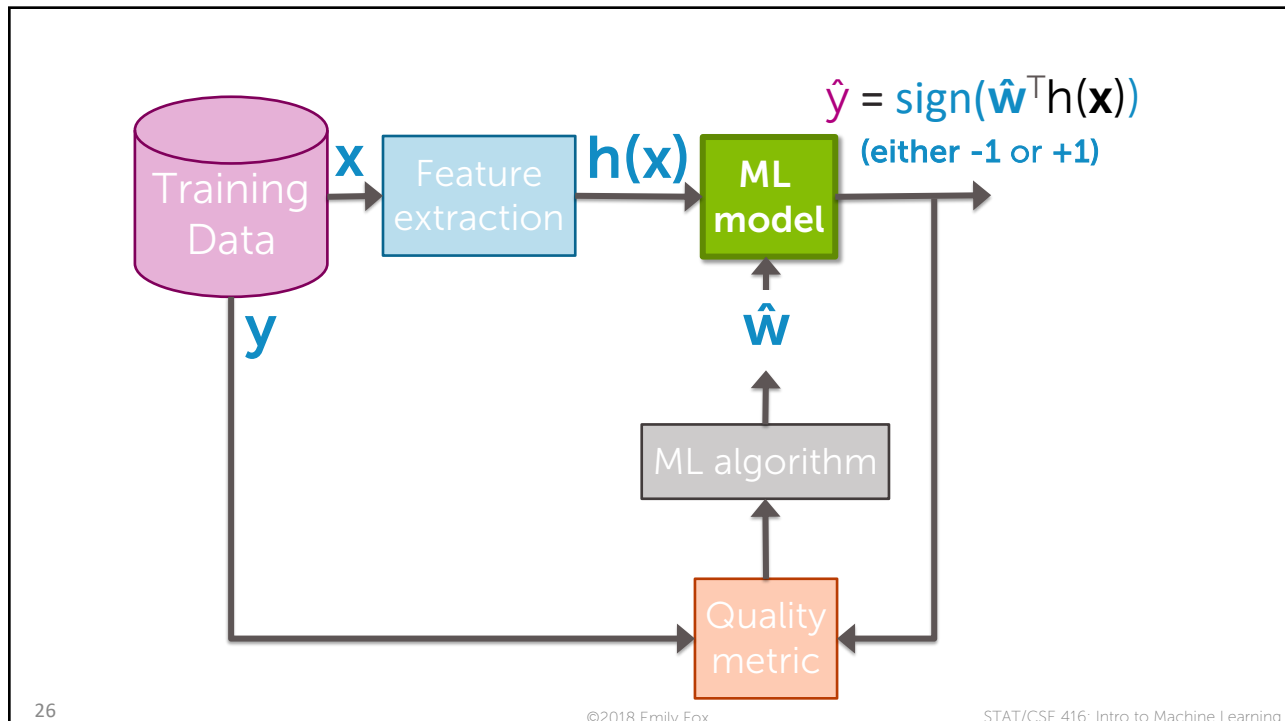 ŷ = sign(ŵᵀh(x))
(either -1 or +1)
x
h(x)
Training
Data
Feature
extraction
ML
model
y
ŵ
ML algorithm
Quality
metric
26
©2018 Emily Fox
STAT/CSE 416: Intro to Machine Learning